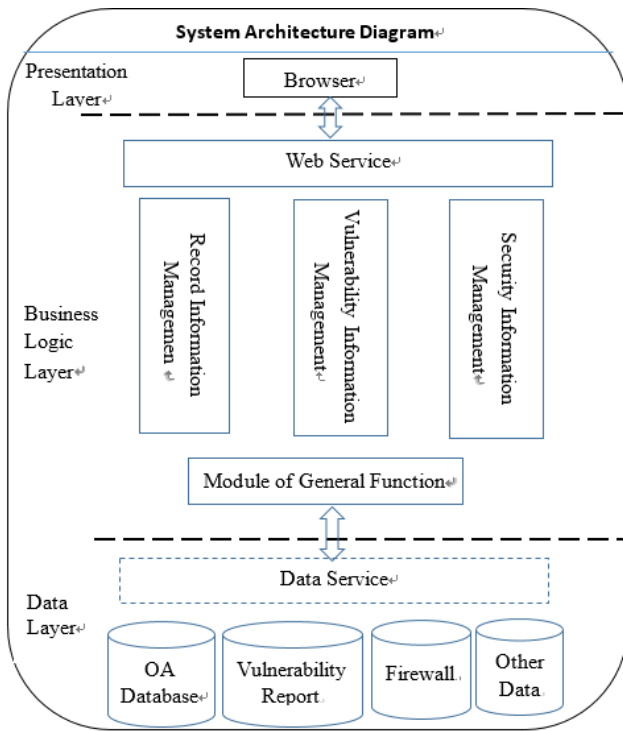 System Architecture Diagram↵
Presentation
Layer↵
Browser↵
Web Service↵
Business
Logic
Layer↵
Record Information
Managemen ↵
Vulnerability Information
Management↵
Security Information
Management↵
Module of General Function↵
Data
Layer↵
Data Service↵
OA
Database↵
Vulnerability
Report
Firewall
Other
Data